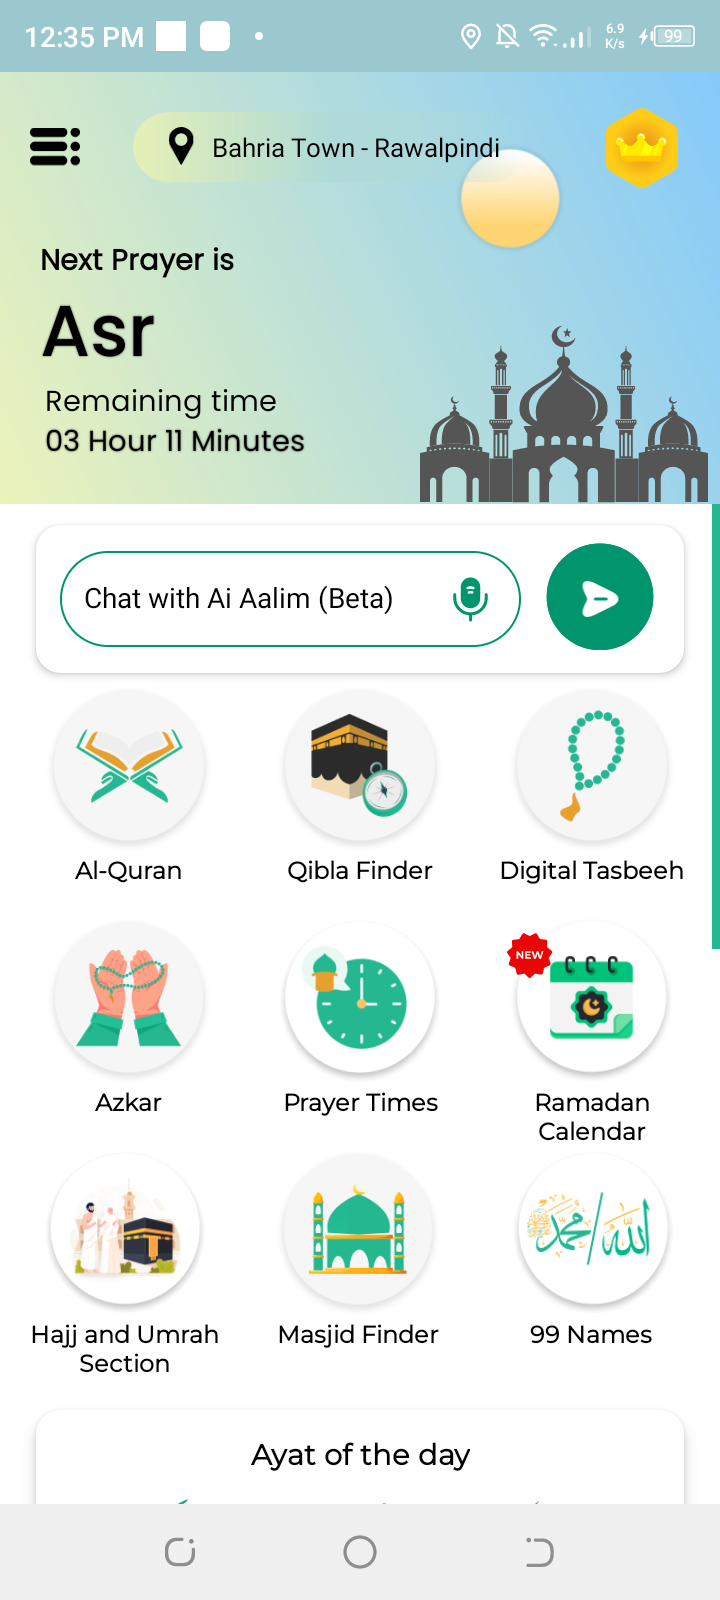 12:35 PM
6.9
K/s
99
Bahria Town - Rawalpindi
Next Prayer is
Asr
Remaining time
03 Hour 11 Minutes
Chat with Ai Aalim (Beta)
Al-Quran
Qibla Finder
Digital Tasbeeh
NEW
Azkar
Prayer Times
Ramadan
Calendar
الله / محمد
Hajj and Umrah
Section
Masjid Finder
99 Names
Ayat of the day